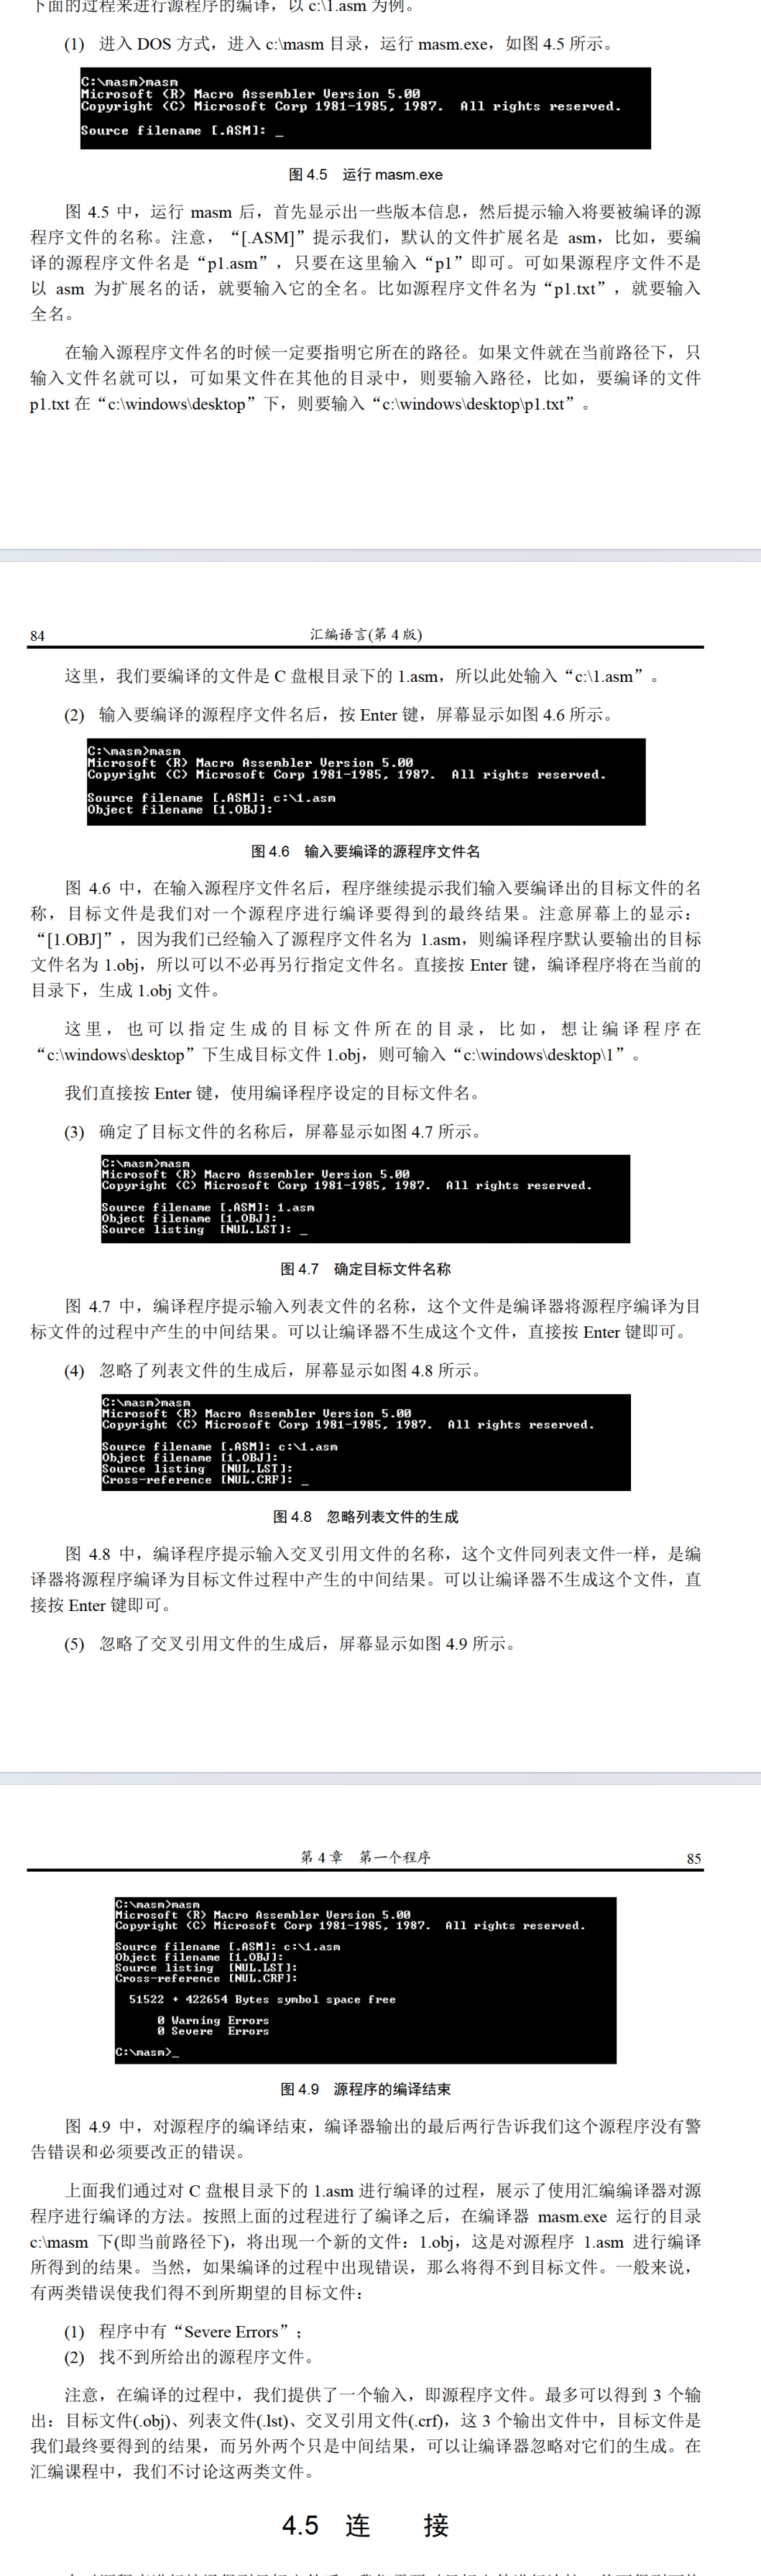 下面的过程来进行源程序的编译，以 c:\1.asm 为例。
(1) 进入 DOS 方式，进入 c:\masm 目录，运行 masm.exe，如图 4.5 所示。
C:\masm>masm
Microsoft (R) Macro Assembler Version 5.00
Copyright (C) Microsoft Corp 1981-1985, 1987.  All rights reserved.
Source filename [.ASM]: _
图 4.5 运行 masm.exe
图 4.5 中，运行 masm 后，首先显示出一些版本信息，然后提示输入将要被编译的源
程序文件的名称。注意，“[.ASM]”提示我们，默认的文件扩展名是 asm，比如，要编
译的源程序文件名是“p1.asm”，只要在这里输入“p1”即可。可如果源程序文件不是
以 asm 为扩展名的话，就要输入它的全名。比如源程序文件名为“p1.txt”，就要输入
全名。
在输入源程序文件名的时候一定要指明它所在的路径。如果文件就在当前路径下，只
输入文件名就可以，可如果文件在其他的目录中，则要输入路径，比如，要编译的文件
p1.txt 在“c:\windows\desktop”下，则要输入“c:\windows\desktop\p1.txt”。
84 汇编语言(第 4 版)
这里，我们要编译的文件是 C 盘根目录下的 1.asm，所以此处输入“c:\1.asm”。
(2) 输入要编译的源程序文件名后，按 Enter 键，屏幕显示如图 4.6 所示。
C:\masm>masm
Microsoft (R) Macro Assembler Version 5.00
Copyright (C) Microsoft Corp 1981-1985, 1987.  All rights reserved.
Source filename [.ASM]: c:\1.asm
Object filename [1.OBJ]:
图 4.6 输入要编译的源程序文件名
图 4.6 中，在输入源程序文件名后，程序继续提示我们输入要编译出的目标文件的名
称，目标文件是我们对一个源程序进行编译要得到的最终结果。注意屏幕上的显示：
“[1.OBJ]”，因为我们已经输入了源程序文件名为 1.asm，则编译程序默认要输出的目标
文件名为 1.obj，所以可以不必再另行指定文件名。直接按 Enter 键，编译程序将在当前的
目录下，生成 1.obj 文件。
这里，也可以指定生成的目标文件所在的目录，比如，想让编译程序在
“c:\windows\desktop”下生成目标文件 1.obj，则可输入“c:\windows\desktop\1”。
我们直接按 Enter 键，使用编译程序设定的目标文件名。
(3) 确定了目标文件的名称后，屏幕显示如图 4.7 所示。
C:\masm>masm
Microsoft (R) Macro Assembler Version 5.00
Copyright (C) Microsoft Corp 1981-1985, 1987.  All rights reserved.
Source filename [.ASM]: 1.asm
Object filename [1.OBJ]:
Source listing  [NUL.LST]: _
图 4.7 确定目标文件名称
图 4.7 中，编译程序提示输入列表文件的名称，这个文件是编译器将源程序编译为目
标文件的过程中产生的中间结果。可以让编译器不生成这个文件，直接按 Enter 键即可。
(4) 忽略了列表文件的生成后，屏幕显示如图 4.8 所示。
C:\masm>masm
Microsoft (R) Macro Assembler Version 5.00
Copyright (C) Microsoft Corp 1981-1985, 1987.  All rights reserved.
Source filename [.ASM]: c:\1.asm
Object filename [1.OBJ]:
Source listing  [NUL.LST]:
Cross-reference [NUL.CRF]: _
图 4.8 忽略列表文件的生成
图 4.8 中，编译程序提示输入交叉引用文件的名称，这个文件同列表文件一样，是编
译器将源程序编译为目标文件过程中产生的中间结果。可以让编译器不生成这个文件，直
接按 Enter 键即可。
(5) 忽略了交叉引用文件的生成后，屏幕显示如图 4.9 所示。
第 4 章 第一个程序 85
C:\masm>masm
Microsoft (R) Macro Assembler Version 5.00
Copyright (C) Microsoft Corp 1981-1985, 1987.  All rights reserved.
Source filename [.ASM]: c:\1.asm
Object filename [1.OBJ]:
Source listing  [NUL.LST]:
Cross-reference [NUL.CRF]:
51522 + 422654 Bytes symbol space free
0 Warning Errors
0 Severe  Errors
C:\masm>_
图 4.9 源程序的编译结束
图 4.9 中，对源程序的编译结束，编译器输出的最后两行告诉我们这个源程序没有警
告错误和必须要改正的错误。
上面我们通过对 C 盘根目录下的 1.asm 进行编译的过程，展示了使用汇编编译器对源
程序进行编译的方法。按照上面的过程进行了编译之后，在编译器 masm.exe 运行的目录
c:\masm 下(即当前路径下)，将出现一个新的文件：1.obj，这是对源程序 1.asm 进行编译
所得到的结果。当然，如果编译的过程中出现错误，那么将得不到目标文件。一般来说，
有两类错误使我们得不到所期望的目标文件：
(1) 程序中有“Severe Errors”；
(2) 找不到所给出的源程序文件。
注意，在编译的过程中，我们提供了一个输入，即源程序文件。最多可以得到 3 个输
出：目标文件(.obj)、列表文件(.lst)、交叉引用文件(.crf)，这 3 个输出文件中，目标文件是
我们最终要得到的结果，而另外两个只是中间结果，可以让编译器忽略对它们的生成。在
汇编课程中，我们不讨论这两类文件。
4.5 连 接